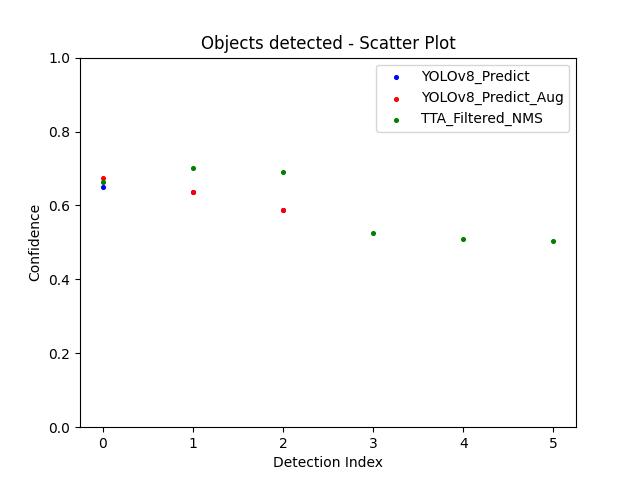 Objects detected - Scatter Plot
YOLOv8_Predict
YOLOv8_Predict_Aug
TTA_Filtered_NMS
1.0
0.8
0.6
0.4
0.2
0.0
Confidence
0 1 2 3 4 5
Detection Index